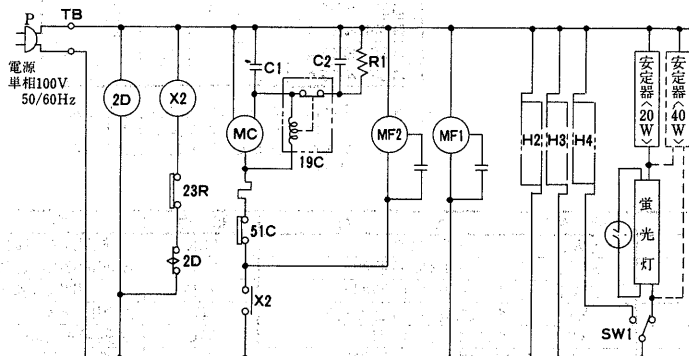 P
TB
電源
単相100V
50/60Hz
2D
X2
MC
C1
C2
R1
19C
23R
2D
51C
X2
MF2
MF1
H2
H3
H4
安定器〈20W〉
安定器〈40W〉
蛍光灯
SW1